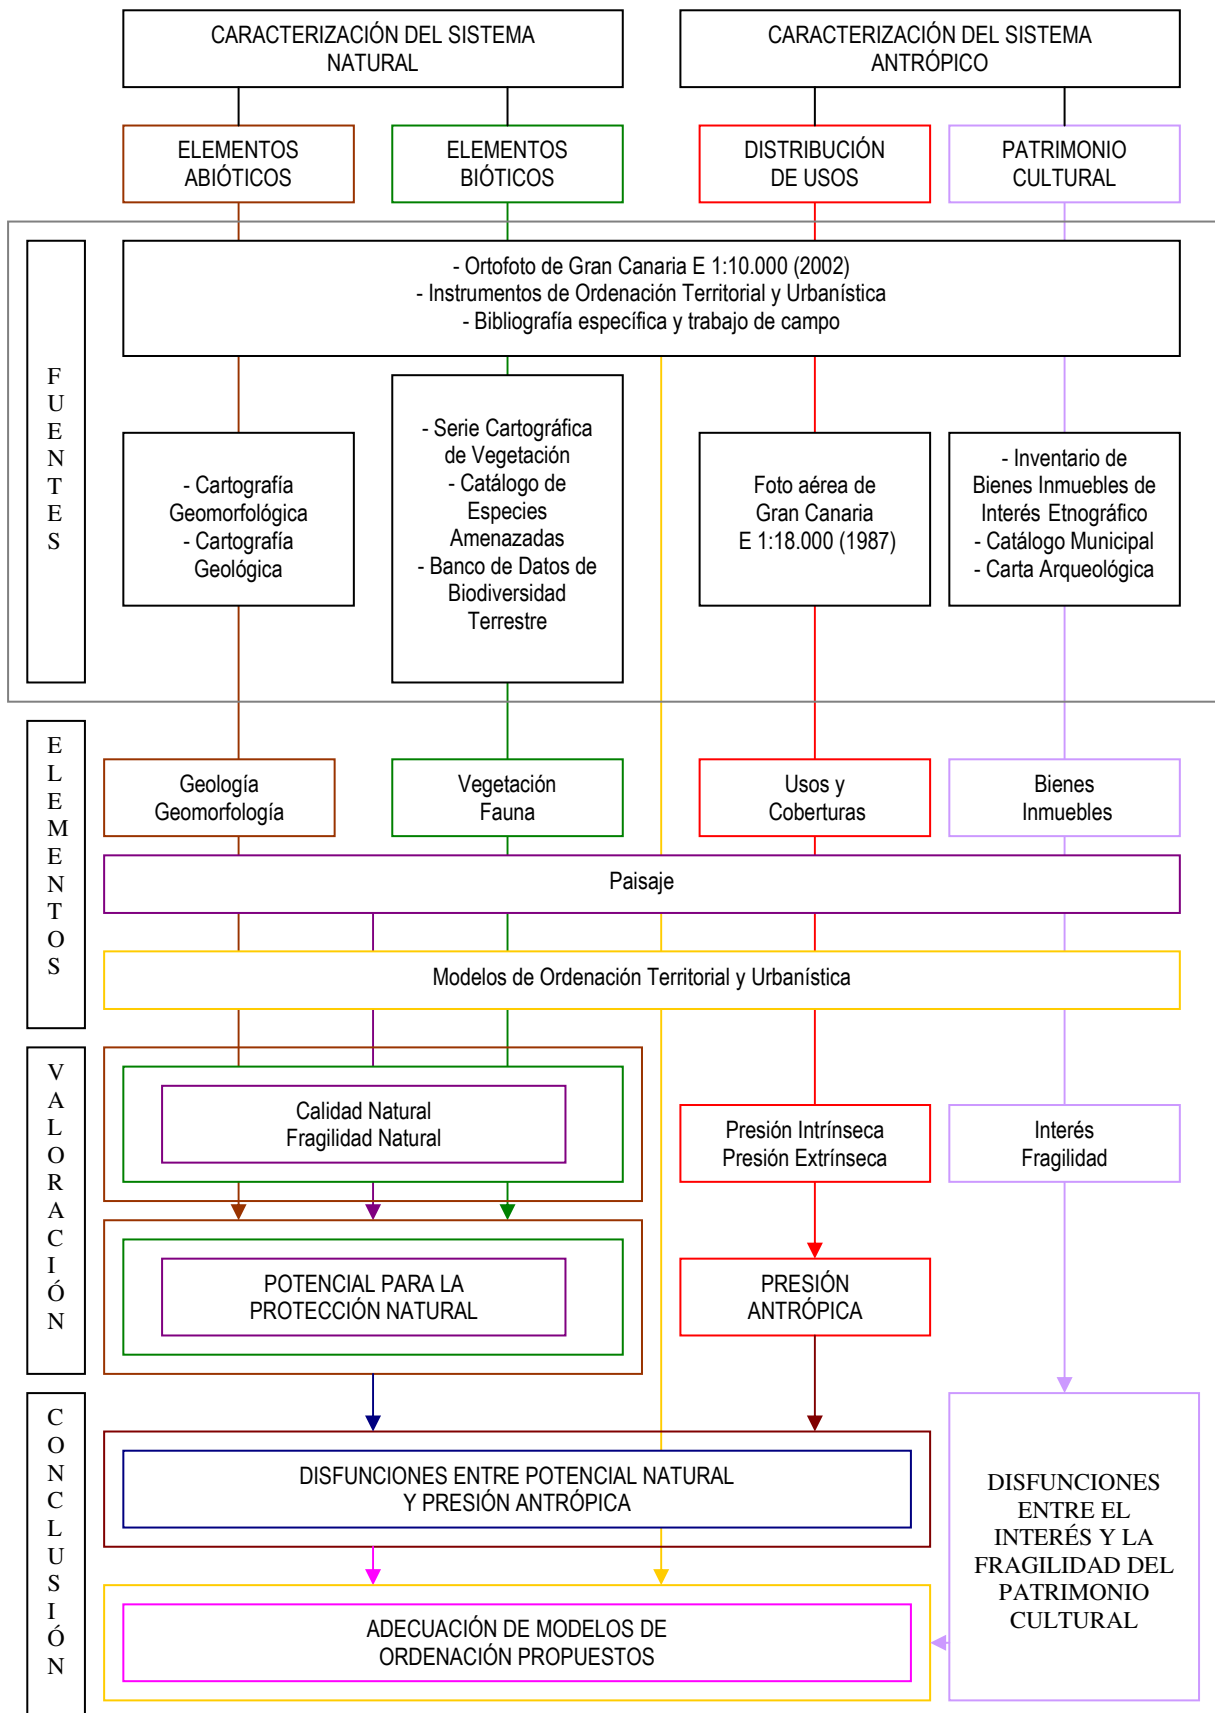 CARACTERIZACIÓN DEL SISTEMA
NATURAL
CARACTERIZACIÓN DEL SISTEMA
ANTRÓPICO
ELEMENTOS
ABIÓTICOS
ELEMENTOS
BIÓTICOS
DISTRIBUCIÓN
DE USOS
PATRIMONIO
CULTURAL
FUENTES
- Ortofoto de Gran Canaria E 1:10.000 (2002)
- Instrumentos de Ordenación Territorial y Urbanística
- Bibliografía específica y trabajo de campo
- Cartografía
Geomorfológica
- Cartografía
Geológica
- Serie Cartográfica
de Vegetación
- Catálogo de
Especies
Amenazadas
- Banco de Datos de
Biodiversidad
Terrestre
Foto aérea de
Gran Canaria
E 1:18.000 (1987)
- Inventario de
Bienes Inmuebles de
Interés Etnográfico
- Catálogo Municipal
- Carta Arqueológica
ELEMENTOS
Geología
Geomorfología
Vegetación
Fauna
Usos y
Coberturas
Bienes
Inmuebles
Paisaje
Modelos de Ordenación Territorial y Urbanística
VALORACIÓN
Calidad Natural
Fragilidad Natural
Presión Intrínseca
Presión Extrínseca
Interés
Fragilidad
POTENCIAL PARA LA
PROTECCIÓN NATURAL
PRESIÓN
ANTRÓPICA
CONCLUSIÓN
DISFUNCIONES ENTRE POTENCIAL NATURAL
Y PRESIÓN ANTRÓPICA
DISFUNCIONES
ENTRE EL
INTERÉS Y LA
FRAGILIDAD DEL
PATRIMONIO
CULTURAL
ADECUACIÓN DE MODELOS DE
ORDENACIÓN PROPUESTOS